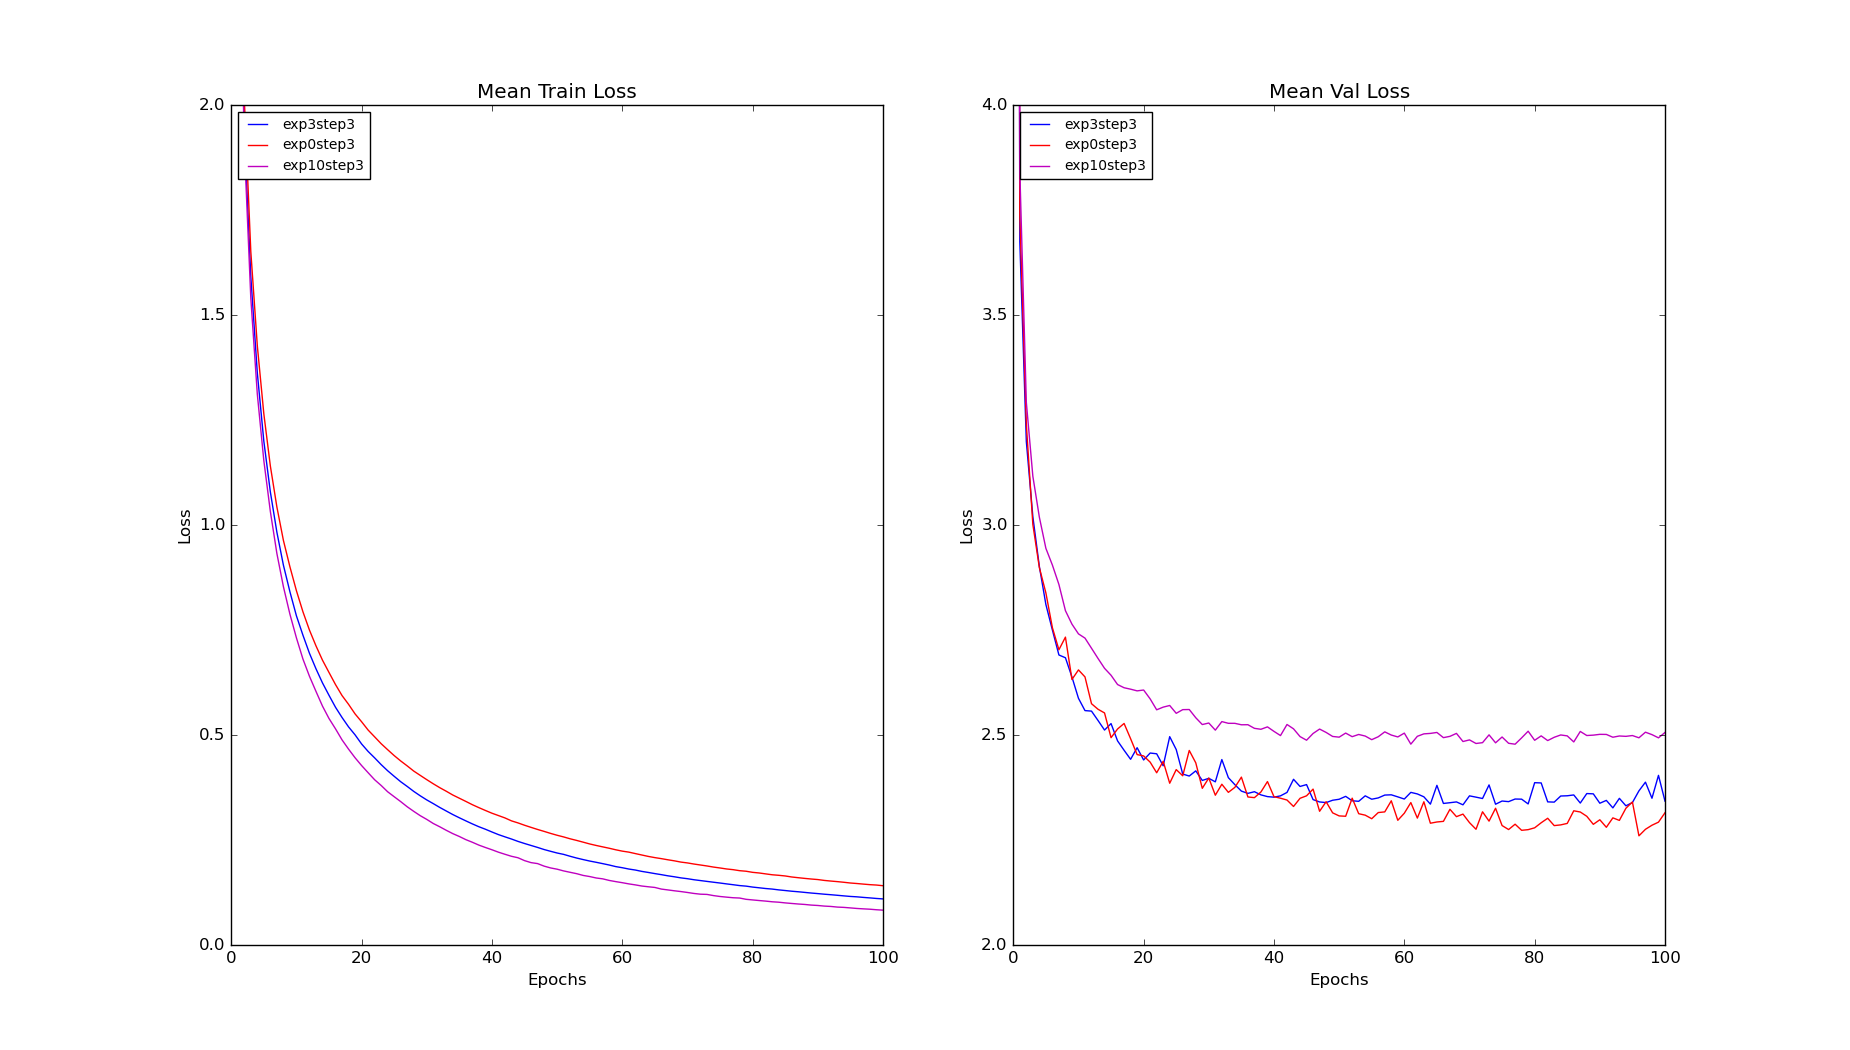 Mean Train Loss
2.0
1.5
1.0
0.5
0.0
Loss
exp3step3
exp0step3
exp10step3
0 20 40 60 80 100
Epochs
Mean Val Loss
4.0
3.5
3.0
2.5
2.0
Loss
exp3step3
exp0step3
exp10step3
0 20 40 60 80 100
Epochs